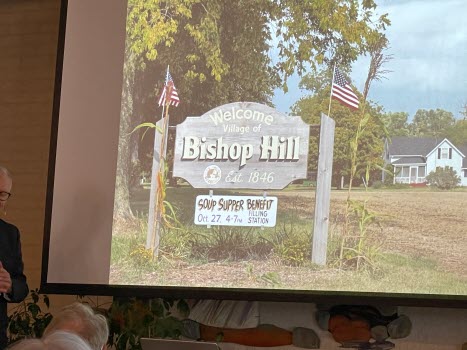 Welcome
Village of
Bishop Hill
Est. 1846
SOUP SUPPER BENEFIT
Oct. 27, 4-7PM FILLING
STATION